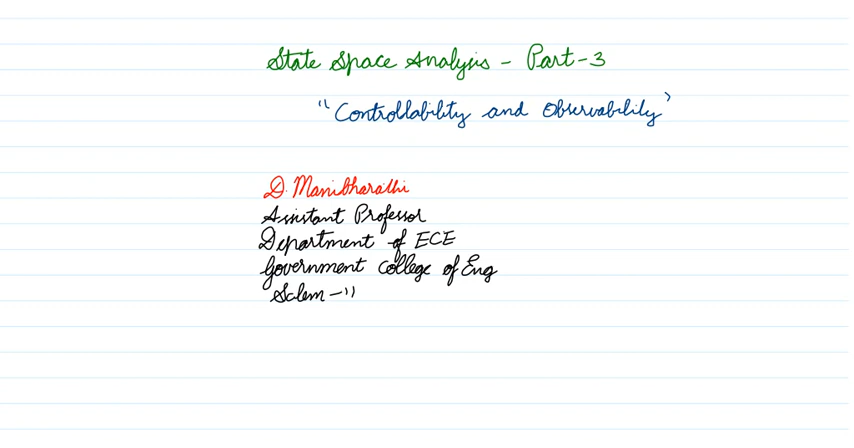 State Space Analysis - Part-3
"Controllability and Observability"
D. Manibharathi
Assistant Professor
Department of ECE
Government College of Eng
Salem-11